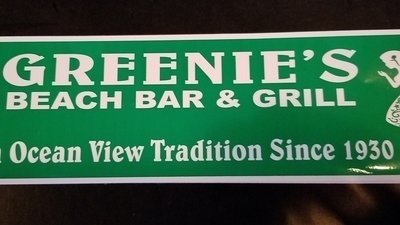 GREENIE'S
BEACH BAR & GRILL
Ocean View Tradition Since 1930